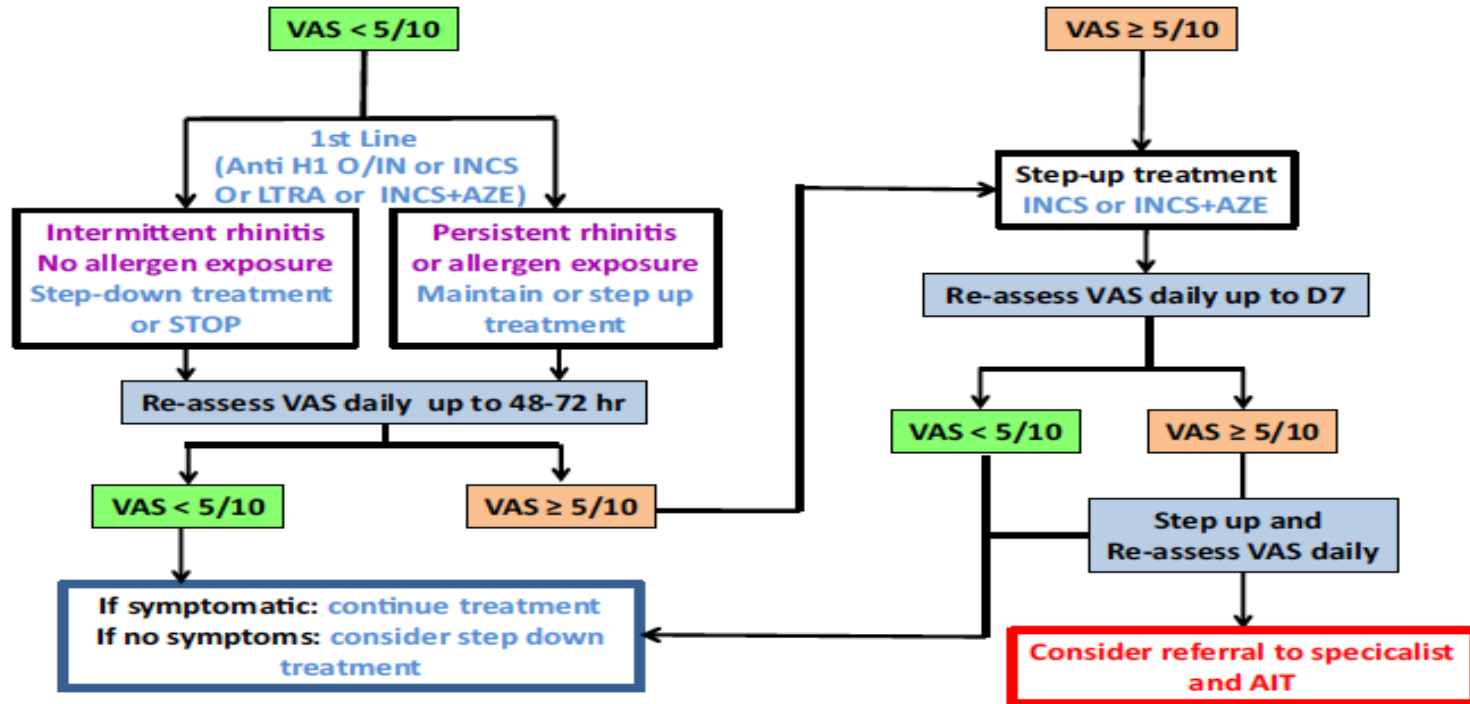 VAS < 5/10
VAS ≥ 5/10
1st Line
(Anti H1 O/IN or INCS
Or LTRA or INCS+AZE)
Intermittent rhinitis
No allergen exposure
Step-down treatment
or STOP
Persistent rhinitis
or allergen exposure
Maintain or step up
treatment
Re-assess VAS daily up to 48-72 hr
VAS < 5/10
VAS ≥ 5/10
If symptomatic: continue treatment
If no symptoms: consider step down
treatment
Step-up treatment
INCS or INCS+AZE
Re-assess VAS daily up to D7
VAS < 5/10
VAS ≥ 5/10
Step up and
Re-assess VAS daily
Consider referral to specicalist
and AIT